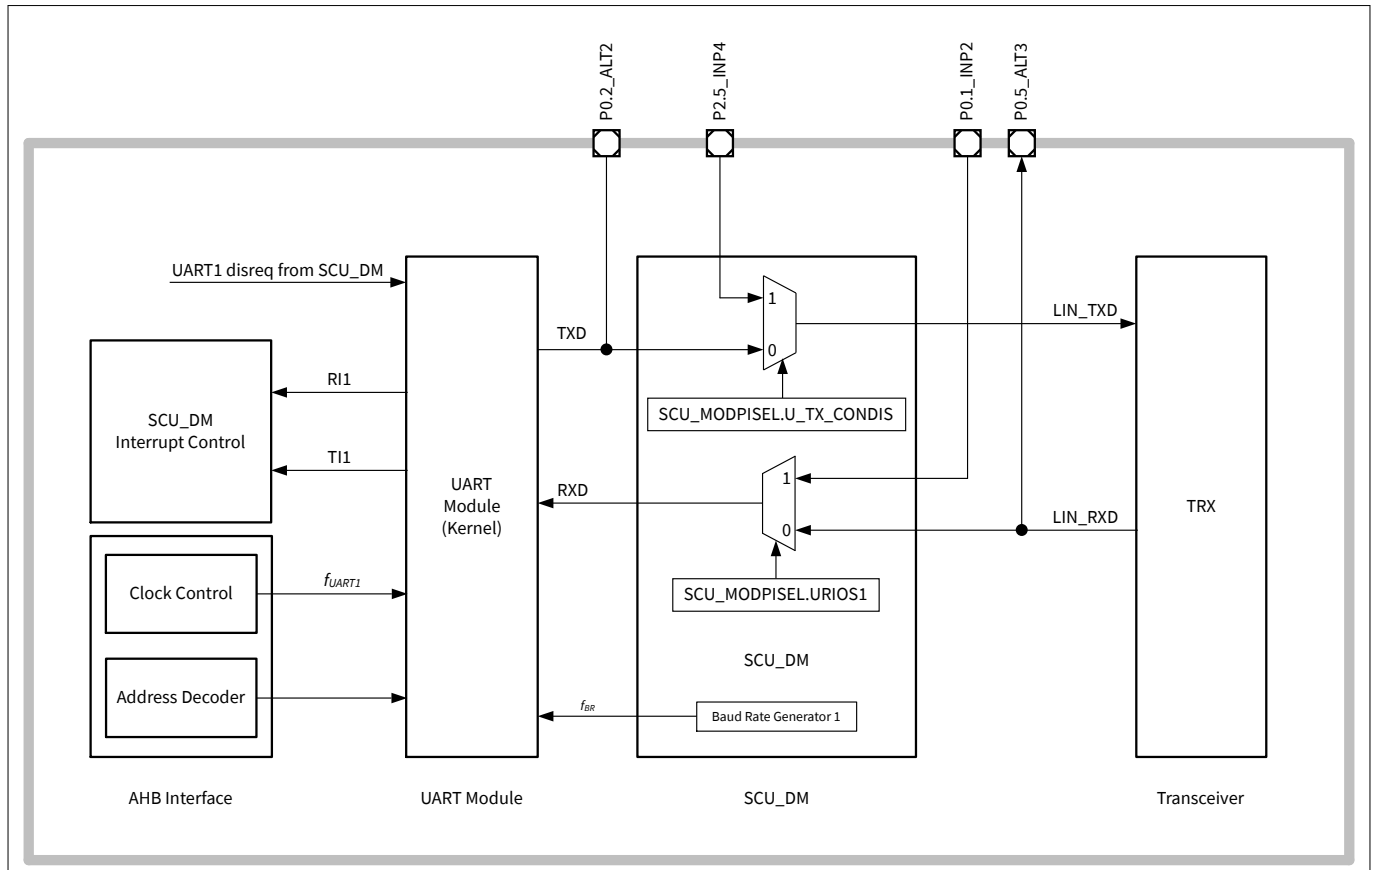 P0.2_ALT2
P2.5_INP4
P0.1_INP2
P0.5_ALT3
UART1 disreq from SCU_DM
SCU_DM
Interrupt Control
RI1
TI1
Clock Control
Address Decoder
fUART1
UART
Module
(Kernel)
TXD
RXD
fBR
1
0
SCU_MODPISEL.U_TX_CONDIS
1
0
SCU_MODPISEL.URIOS1
SCU_DM
Baud Rate Generator 1
LIN_TXD
LIN_RXD
TRX
AHB Interface
UART Module
SCU_DM
Transceiver